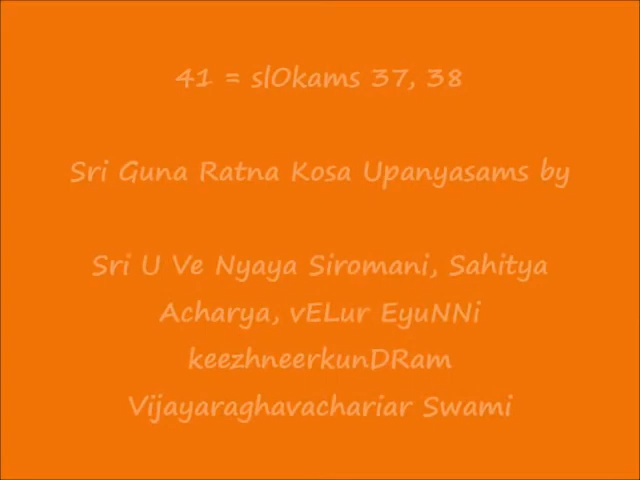 41 = slOkams 37, 38
Sri Guna Ratna Kosa Upanyasams by
Sri U Ve Nyaya Siromani, Sahitya
Acharya, vELur EyuNNi
keezhneerkunDRam
Vijayaraghavachariar Swami